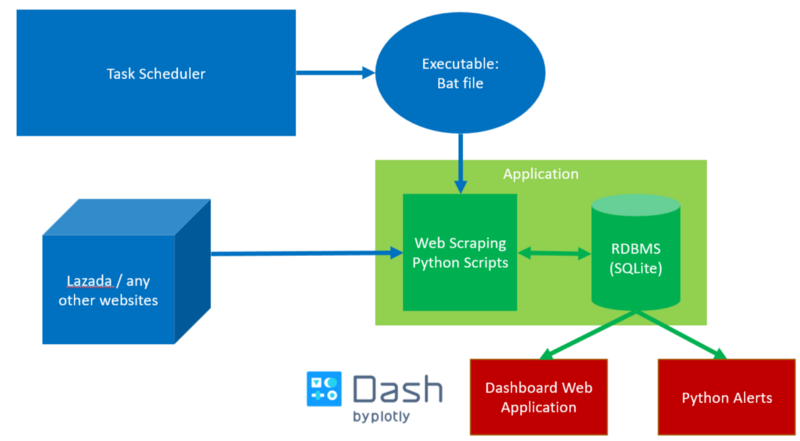 Task Scheduler
Executable:
Bat file
Application
Web Scraping
Python Scripts
RDBMS
(SQLite)
Lazada / any
other websites
Dash
by plotly
Dashboard Web
Application
Python Alerts